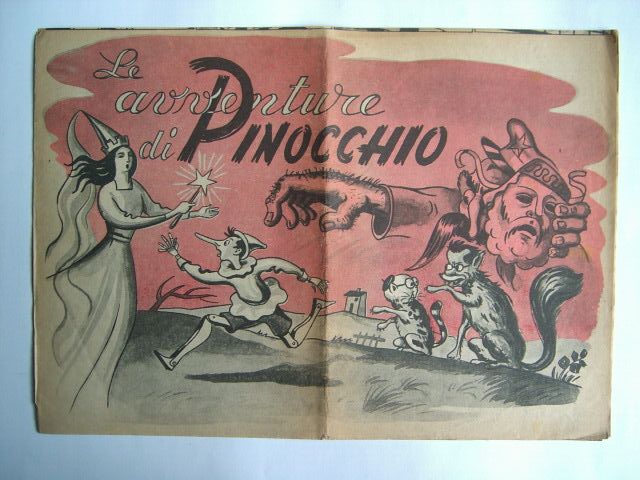 Le
avventure
di PINOCCHIO